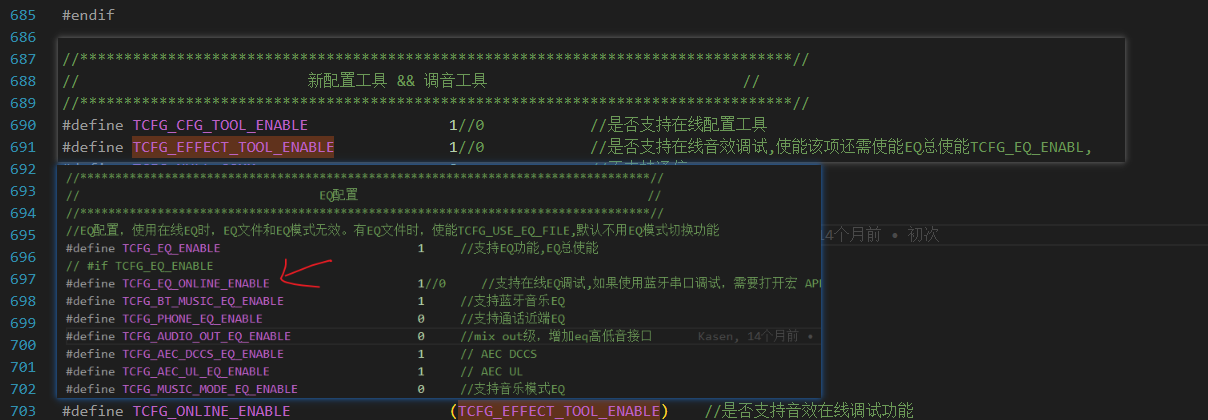 685 #endif
686
687 //*********************************************************************************//
688 // 新配置工具 && 调音工具 //
689 //*********************************************************************************//
690 #define TCFG_CFG_TOOL_ENABLE 1//0 //是否支持在线配置工具
691 #define TCFG_EFFECT_TOOL_ENABLE 1//0 //是否支持在线音效调试,使能该项还需使能EQ总使能TCFG_EQ_ENABL,
692
693
694
695
696
697
698
699
700
701
702
//*********************************************************************************//
// EQ配置 //
//*********************************************************************************//
//EQ配置，使用在线EQ时，EQ文件和EQ模式无效。有EQ文件时，使能TCFG_USE_EQ_FILE,默认不用EQ模式切换功能
#define TCFG_EQ_ENABLE 1 //支持EQ功能,EQ总使能
// #if TCFG_EQ_ENABLE
#define TCFG_EQ_ONLINE_ENABLE 1//0 //支持在线EQ调试,如果使用蓝牙串口调试，需要打开宏 APP
#define TCFG_BT_MUSIC_EQ_ENABLE 1 //支持蓝牙音乐EQ
#define TCFG_PHONE_EQ_ENABLE 0 //支持通话近端EQ
#define TCFG_AUDIO_OUT_EQ_ENABLE 0 //mix out级，增加eq高低音接口 Kasen, 14个月前 •
#define TCFG_AEC_DCCS_EQ_ENABLE 1 // AEC DCCS
#define TCFG_AEC_UL_EQ_ENABLE 1 // AEC UL
#define TCFG_MUSIC_MODE_EQ_ENABLE 0 //支持音乐模式EQ
14个月前 • 初次
703 #define TCFG_ONLINE_ENABLE (TCFG_EFFECT_TOOL_ENABLE) //是否支持音效在线调试功能